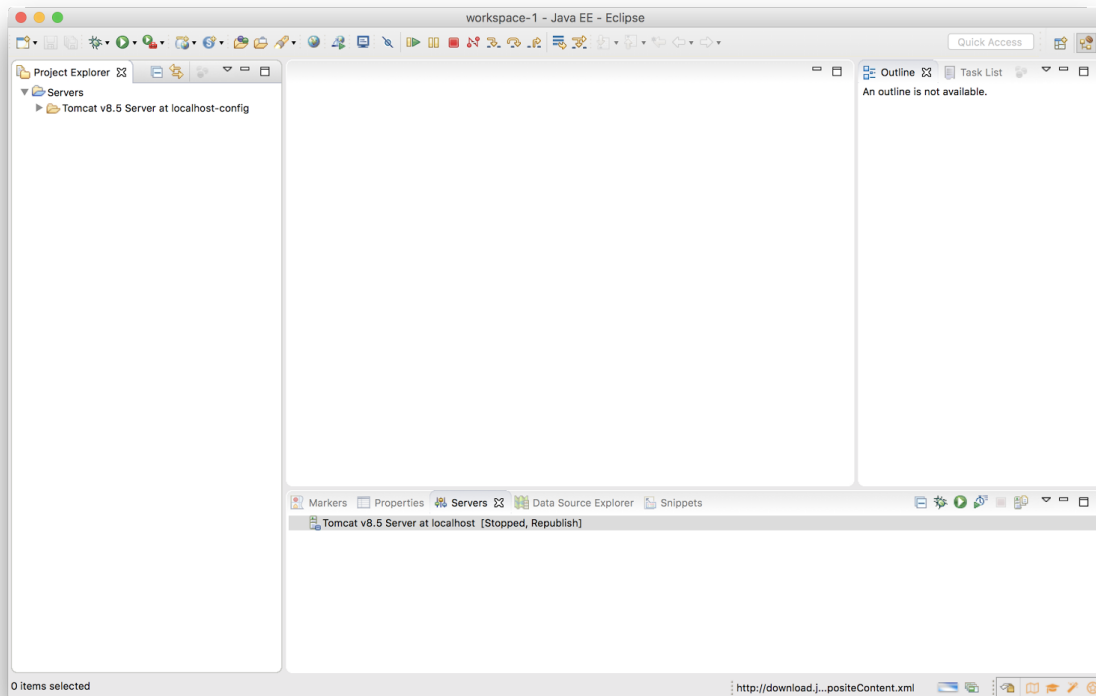 workspace-1 - Java EE - Eclipse
Quick Access
Project Explorer
Servers
Tomcat v8.5 Server at localhost-config
Outline
Task List
An outline is not available.
Markers
Properties
Servers
Data Source Explorer
Snippets
Tomcat v8.5 Server at localhost [Stopped, Republish]
0 items selected
http://download.j...positeContent.xml